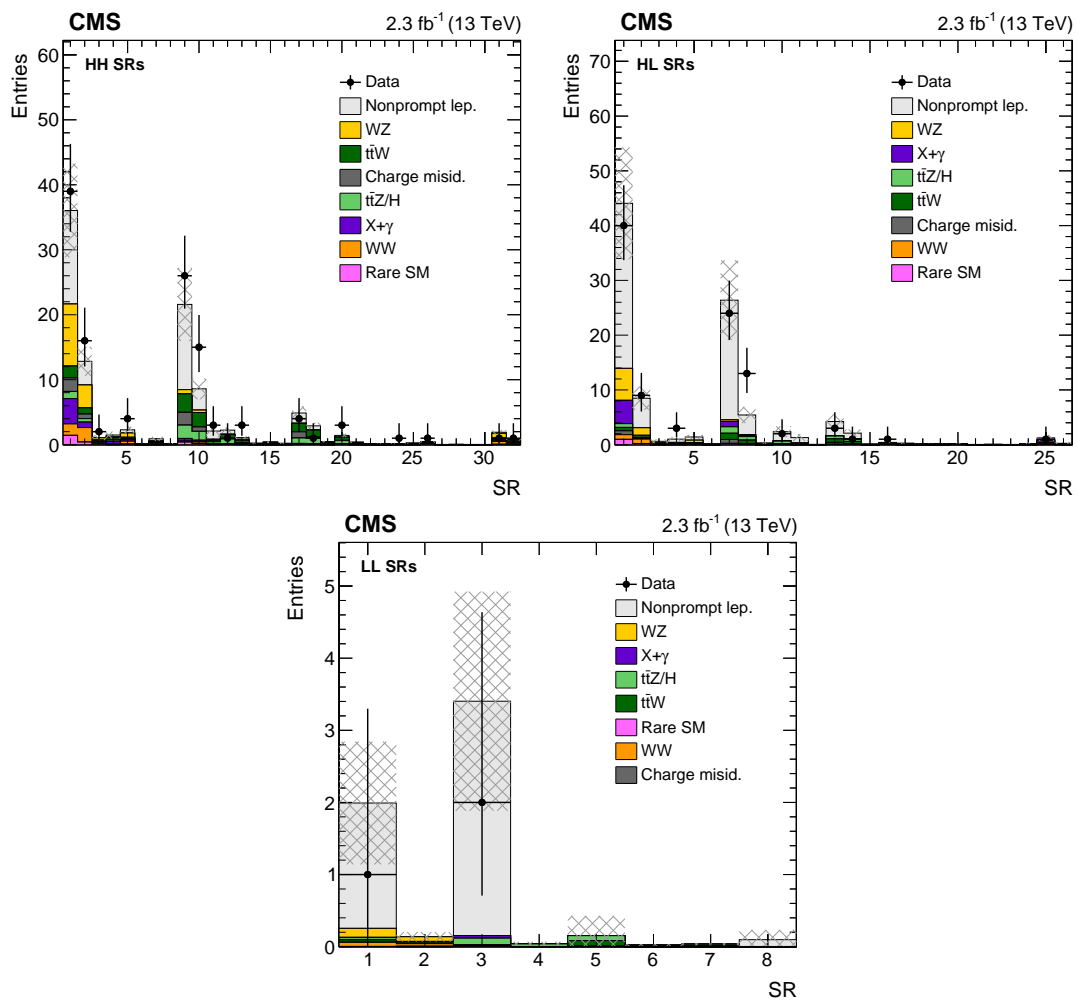 CMS 2.3 fb⁻¹ (13 TeV)
Entries
60
50
40
30
20
10
0
HH SRs
Data
Nonprompt lep.
WZ
tt̄W
Charge misid.
tt̄Z/H
X+γ
WW
Rare SM
5 10 15 20 25 30
SR
CMS 2.3 fb⁻¹ (13 TeV)
Entries
70
60
50
40
30
20
10
0
HL SRs
Data
Nonprompt lep.
WZ
X+γ
tt̄Z/H
tt̄W
Charge misid.
WW
Rare SM
5 10 15 20 25
SR
CMS 2.3 fb⁻¹ (13 TeV)
Entries
5
4
3
2
1
0
LL SRs
Data
Nonprompt lep.
WZ
X+γ
tt̄Z/H
tt̄W
Rare SM
WW
Charge misid.
1 2 3 4 5 6 7 8
SR